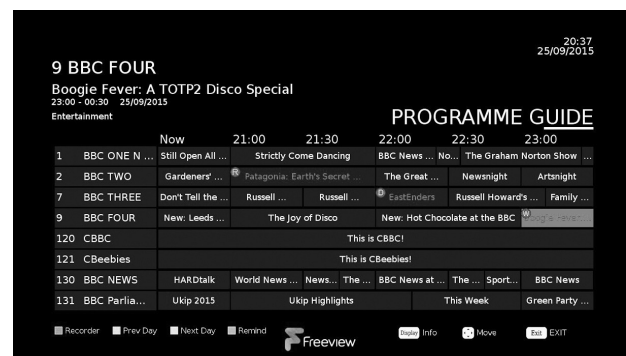 20:37
25/09/2015
9 BBC FOUR
Boogie Fever: A TOTP2 Disco Special
23:00 - 00:30 25/09/2015
Entertainment
PROGRAMME GUIDE
Now 21:00 21:30 22:00 22:30 23:00
1 BBC ONE N ... Still Open All ... Strictly Come Dancing BBC News ... No... The Graham Norton Show ...
2 BBC TWO Gardeners' ... R Patagonia: Earth's Secret ... The Great ... Newsnight Artsnight
7 BBC THREE Don't Tell the ... Russell ... Russell ... EastEnders Russell Howard's ... Family ...
9 BBC FOUR New: Leeds ... The Joy of Disco New: Hot Chocolate at the BBC W Boogie Fever...
120 CBBC This is CBBC!
121 CBeebies This is CBeebies!
130 BBC NEWS HARDtalk World News ... News... The ... BBC News at ... The ... Sport... BBC News
131 BBC Parlia... Ukip 2015 Ukip Highlights This Week Green Party ...
Recorder Prev Day Next Day Remind Freeview Display Info Move Exit EXIT